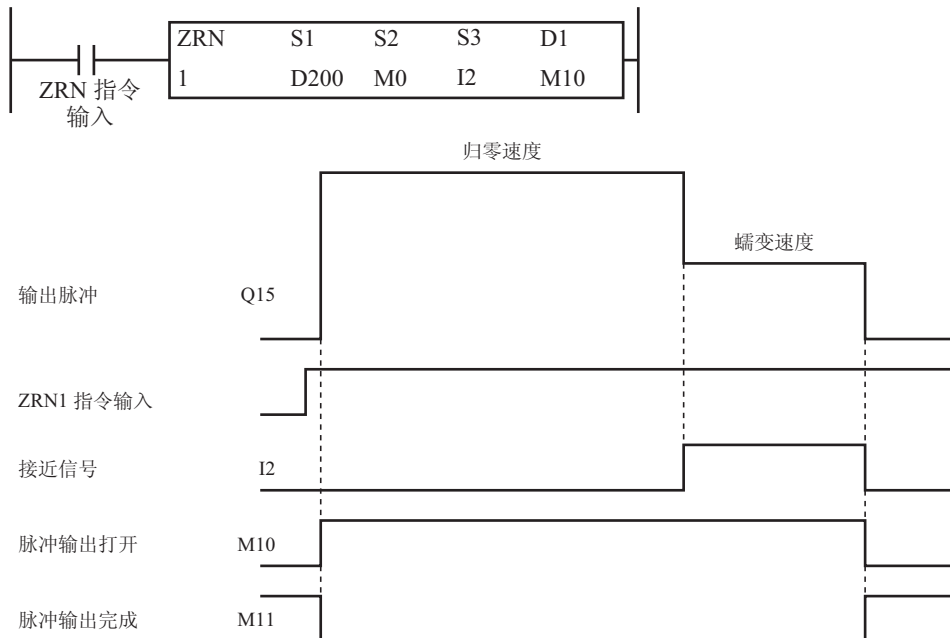 ZRN S1 S2 S3 D1
1 D200 M0 I2 M10
ZRN 指令
输入
归零速度
蠕变速度
输出脉冲 Q15
ZRN1 指令输入
接近信号 I2
脉冲输出打开 M10
脉冲输出完成 M11